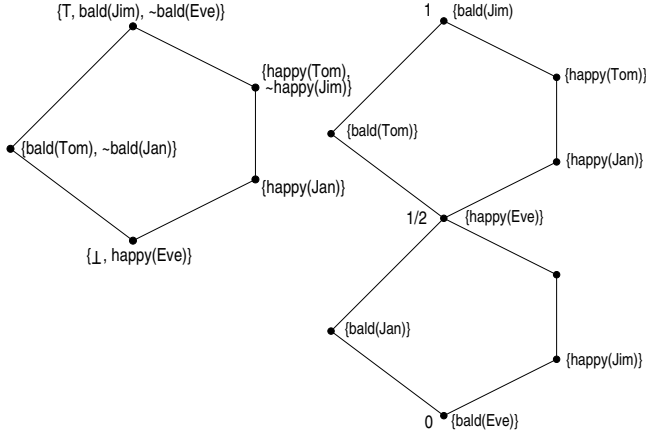 {T, bald(Jim), ~bald(Eve)}
{happy(Tom),
~happy(Jim)}
{bald(Tom), ~bald(Jan)}
{happy(Jan)}
{⊥, happy(Eve)}
1 {bald(Jim)
{happy(Tom)}
{bald(Tom)}
{happy(Jan)}
1/2 {happy(Eve)}
{bald(Jan)}
{happy(Jim)}
0 {bald(Eve)}